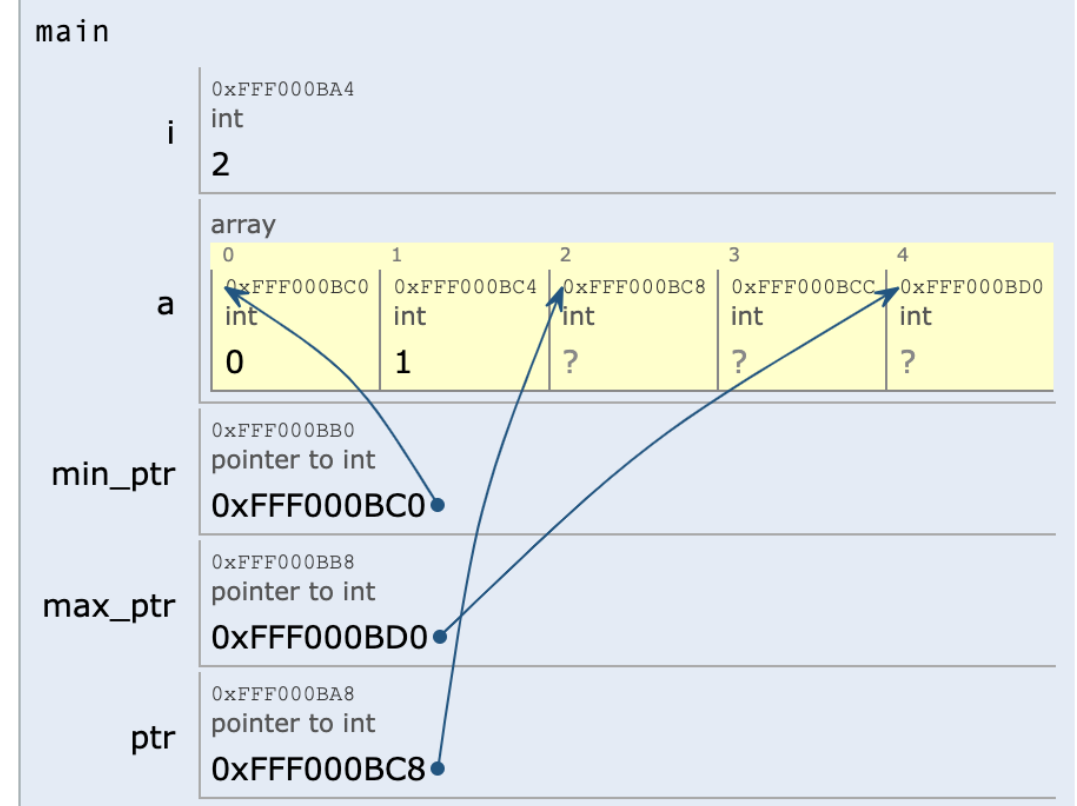 main
0xFFF000BA4
i
int
2
array
0 1 2 3 4
a
0xFFF000BC0 0xFFF000BC4 0xFFF000BC8 0xFFF000BCC 0xFFF000BD0
int int int int int
0 1 ? ? ?
0xFFF000BB0
min_ptr
pointer to int
0xFFF000BC0
0xFFF000BB8
max_ptr
pointer to int
0xFFF000BD0
0xFFF000BA8
ptr
pointer to int
0xFFF000BC8